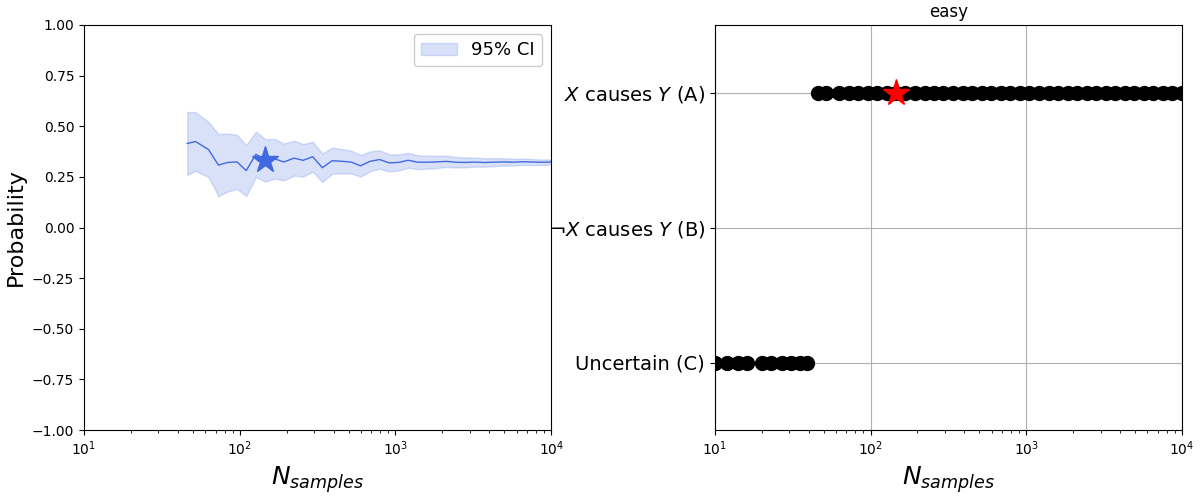 easy
1.00
0.75
0.50
0.25
0.00
−0.25
−0.50
−0.75
−1.00
Probability
95% CI
10¹ 10² 10³ 10⁴
N_samples
X causes Y (A)
¬X causes Y (B)
Uncertain (C)
10¹ 10² 10³ 10⁴
N_samples